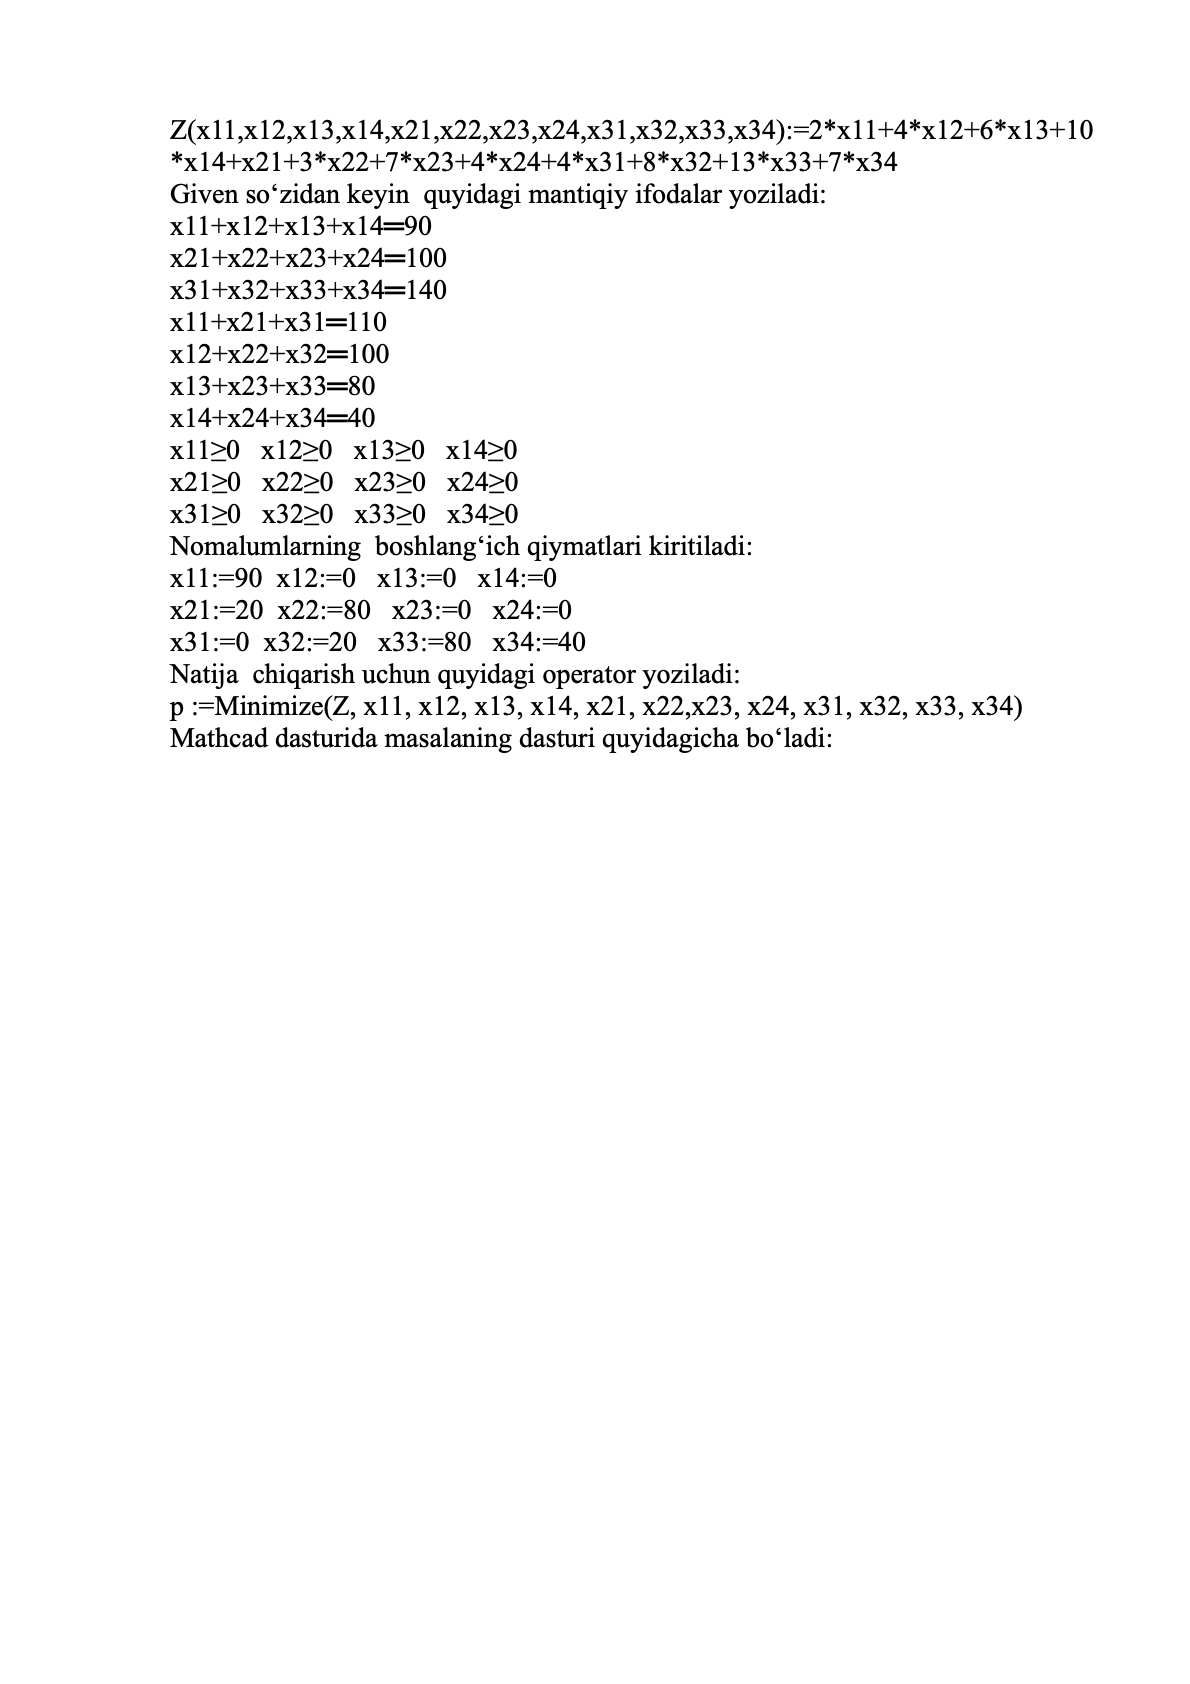 Z(x11,x12,x13,x14,x21,x22,x23,x24,x31,x32,x33,x34):=2*x11+4*x12+6*x13+10
*x14+x21+3*x22+7*x23+4*x24+4*x31+8*x32+13*x33+7*x34
Given so‘zidan keyin  quyidagi mantiqiy ifodalar yoziladi:
x11+x12+x13+x14=90
x21+x22+x23+x24=100
x31+x32+x33+x34=140
x11+x21+x31=110
x12+x22+x32=100
x13+x23+x33=80
x14+x24+x34=40
x11≥0   x12≥0   x13≥0   x14≥0
x21≥0   x22≥0   x23≥0   x24≥0
x31≥0   x32≥0   x33≥0   x34≥0
Nomalumlarning  boshlang‘ich qiymatlari kiritiladi:
x11:=90  x12:=0   x13:=0   x14:=0
x21:=20  x22:=80   x23:=0   x24:=0
x31:=0  x32:=20   x33:=80   x34:=40
Natija  chiqarish uchun quyidagi operator yoziladi:
p :=Minimize(Z, x11, x12, x13, x14, x21, x22,x23, x24, x31, x32, x33, x34)
Mathcad dasturida masalaning dasturi quyidagicha bo‘ladi: